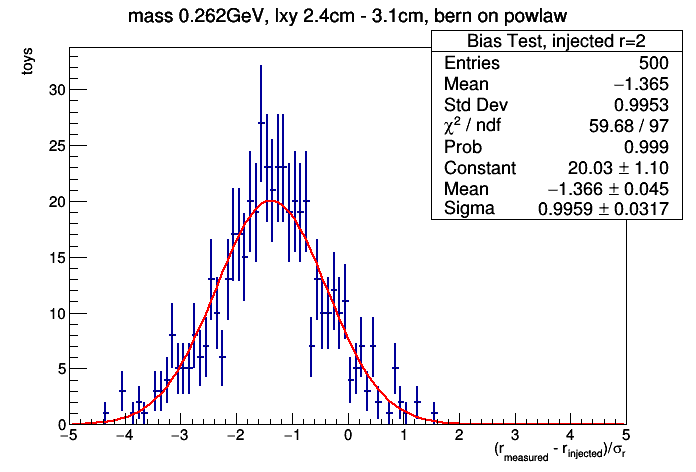 mass 0.262GeV, lxy 2.4cm - 3.1cm, bern on powlaw
Bias Test, injected r=2
Entries 500
Mean −1.365
Std Dev 0.9953
χ² / ndf 59.68 / 97
Prob 0.999
Constant 20.03 ± 1.10
Mean −1.366 ± 0.045
Sigma 0.9959 ± 0.0317
toys
30
25
20
15
10
5
0
−5 −4 −3 −2 −1 0 1 2 3 4 5
(r_measured - r_injected)/σ_r